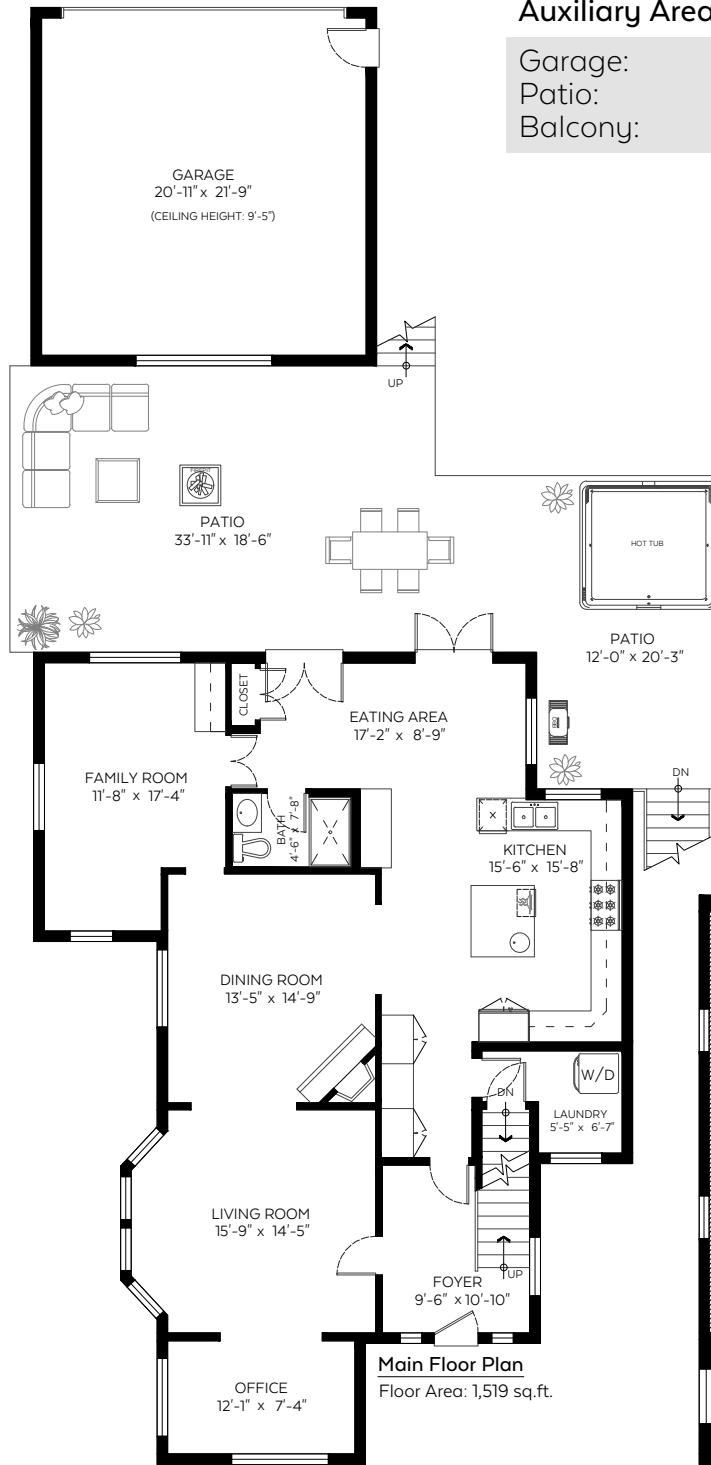 Auxiliary Area
Garage:
Patio:
Balcony:
GARAGE
20'-11" x 21'-9"
(CEILING HEIGHT: 9'-5")
UP
PATIO
33'-11" x 18'-6"
HOT TUB
PATIO
12'-0" x 20'-3"
CLOSET
EATING AREA
17'-2" x 8'-9"
FAMILY ROOM
11'-8" x 17'-4"
BATH
4'-6" x 7'-8"
DN
KITCHEN
15'-6" x 15'-8"
DINING ROOM
13'-5" x 14'-9"
W/D
DN
LAUNDRY
5'-5" x 6'-7"
LIVING ROOM
15'-9" x 14'-5"
FOYER
9'-6" x 10'-10"
UP
Main Floor Plan
Floor Area: 1,519 sq.ft.
OFFICE
12'-1" x 7'-4"